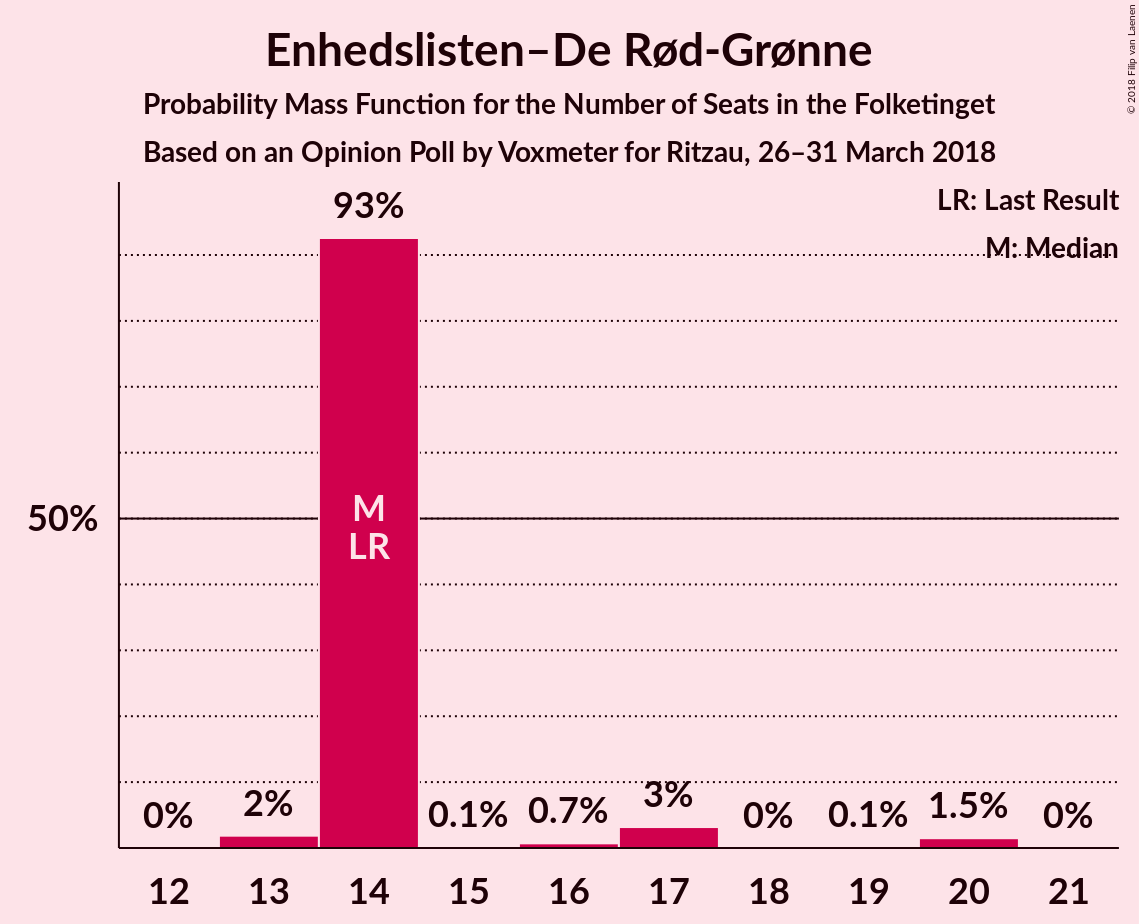 Enhedslisten–De Rød-Grønne
Probability Mass Function for the Number of Seats in the Folketinget
Based on an Opinion Poll by Voxmeter for Ritzau, 26–31 March 2018
© 2018 Filip van Laenen
LR: Last Result
M: Median
93%
50%
M
LR
0%
2%
0.1%
0.7%
3%
0%
0.1%
1.5%
0%
12 13 14 15 16 17 18 19 20 21